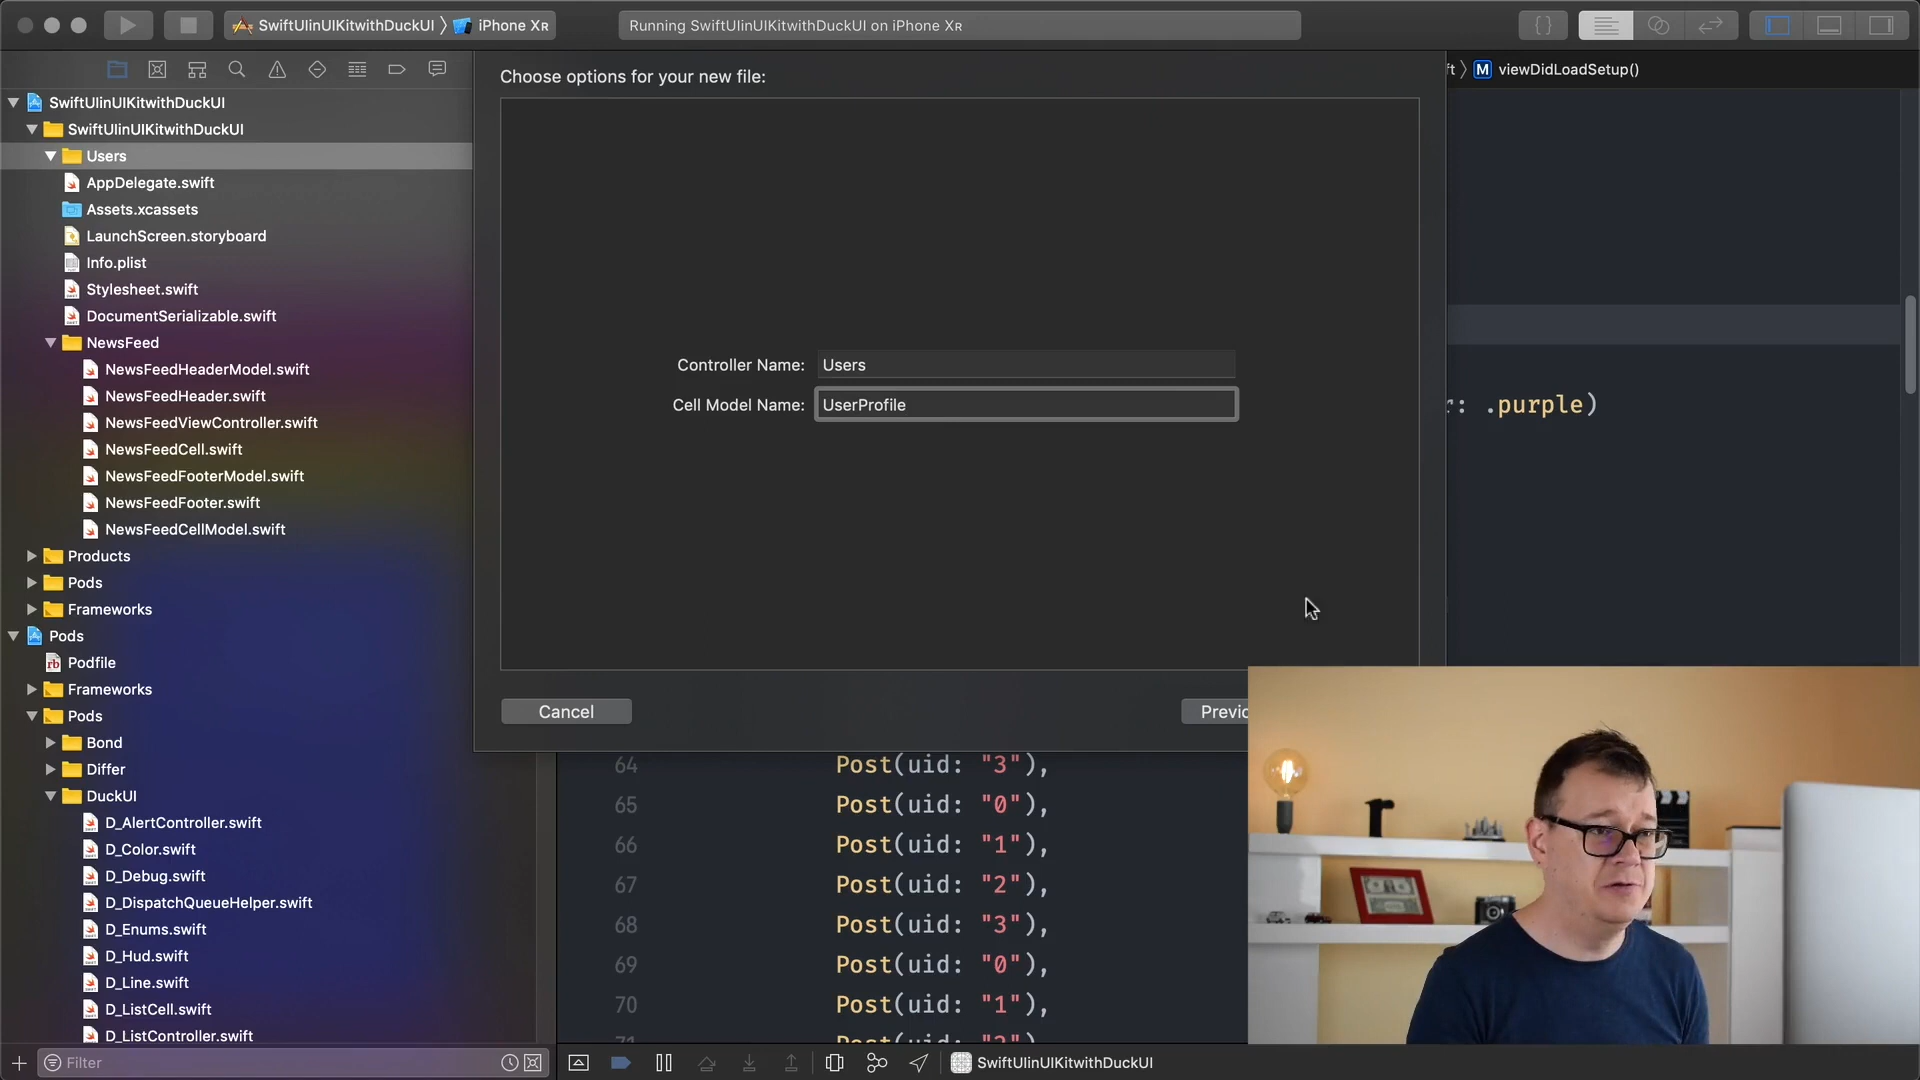 SwiftUIinUIKitwithDuckUI
iPhone XR
Running SwiftUIinUIKitwithDuckUI on iPhone XR
Choose options for your new file:
M viewDidLoadSetup()
SwiftUIinUIKitwithDuckUI
SwiftUIinUIKitwithDuckUI
Users
AppDelegate.swift
Assets.xcassets
LaunchScreen.storyboard
Info.plist
Stylesheet.swift
DocumentSerializable.swift
NewsFeed
NewsFeedHeaderModel.swift
NewsFeedHeader.swift
NewsFeedViewController.swift
NewsFeedCell.swift
NewsFeedFooterModel.swift
NewsFeedFooter.swift
NewsFeedCellModel.swift
Products
Pods
Frameworks
Pods
rb Podfile
Frameworks
Pods
Bond
Differ
DuckUI
D_AlertController.swift
D_Color.swift
D_Debug.swift
D_DispatchQueueHelper.swift
D_Enums.swift
D_Hud.swift
D_Line.swift
D_ListCell.swift
D_ListController.swift
Filter
Controller Name: Users
Cell Model Name: UserProfile
: .purple)
Cancel
Previo
64 Post(uid: "3"),
65 Post(uid: "0"),
66 Post(uid: "1"),
67 Post(uid: "2"),
68 Post(uid: "3"),
69 Post(uid: "0"),
70 Post(uid: "1"),
SwiftUIinUIKitwithDuckUI